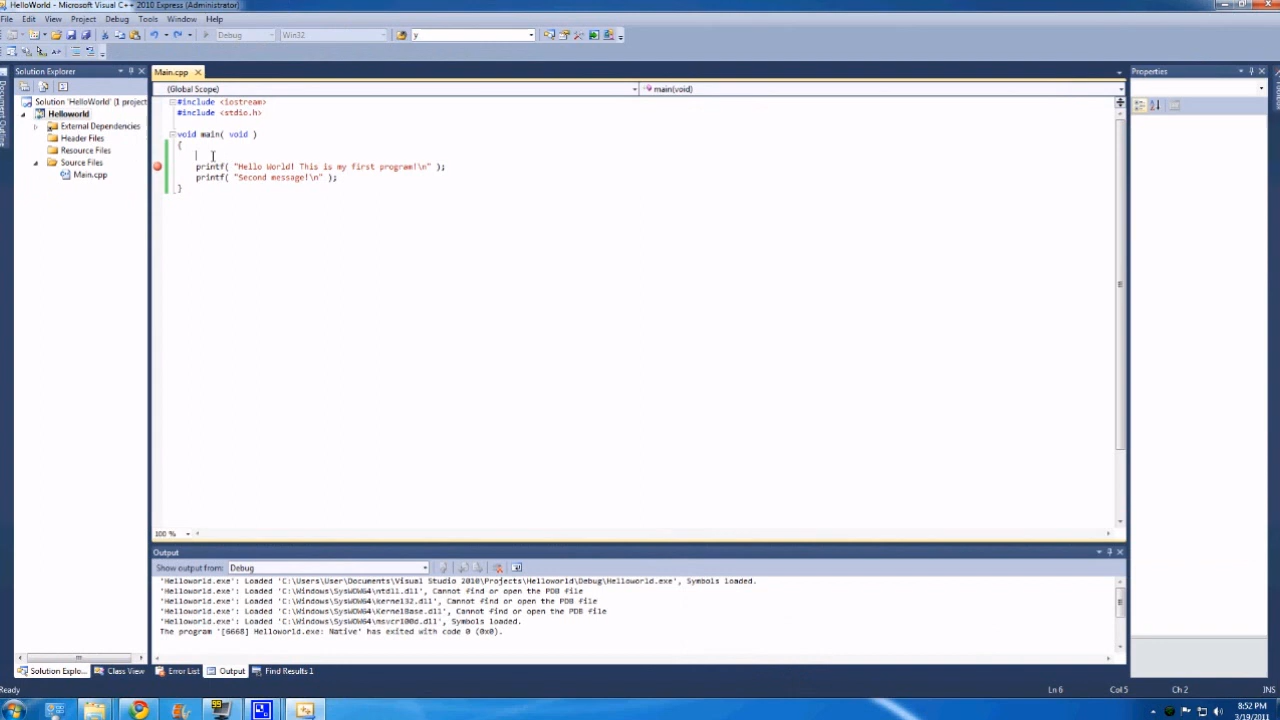 HelloWorld - Microsoft Visual C++ 2010 Express (Administrator)
File Edit View Project Debug Tools Window Help
Debug Win32 y
Solution Explorer
Main.cpp
Properties
Document Outline
(Global Scope)
main(void)
Solution 'HelloWorld' (1 project
Helloworld
External Dependencies
Header Files
Resource Files
Source Files
Main.cpp
#include <iostream>
#include <stdio.h>
void main( void )
{
printf( "Hello World! This is my first program!\n" );
printf( "Second message!\n" );
}
100 %
Output
Show output from: Debug
'Helloworld.exe': Loaded 'C:\Users\User\Documents\Visual Studio 2010\Projects\Helloworld\Debug\Helloworld.exe', Symbols loaded.
'Helloworld.exe': Loaded 'C:\Windows\SysWOW64\ntdll.dll', Cannot find or open the PDB file
'Helloworld.exe': Loaded 'C:\Windows\SysWOW64\kernel32.dll', Cannot find or open the PDB file
'Helloworld.exe': Loaded 'C:\Windows\SysWOW64\KernelBase.dll', Cannot find or open the PDB file
'Helloworld.exe': Loaded 'C:\Windows\SysWOW64\msvcr100d.dll', Symbols loaded.
The program '[6668] Helloworld.exe: Native' has exited with code 0 (0x0).
Solution Explo... Class View Error List Output Find Results 1
Ready Ln 6 Col 5 Ch 2 INS
99
8:52 PM
3/19/2011